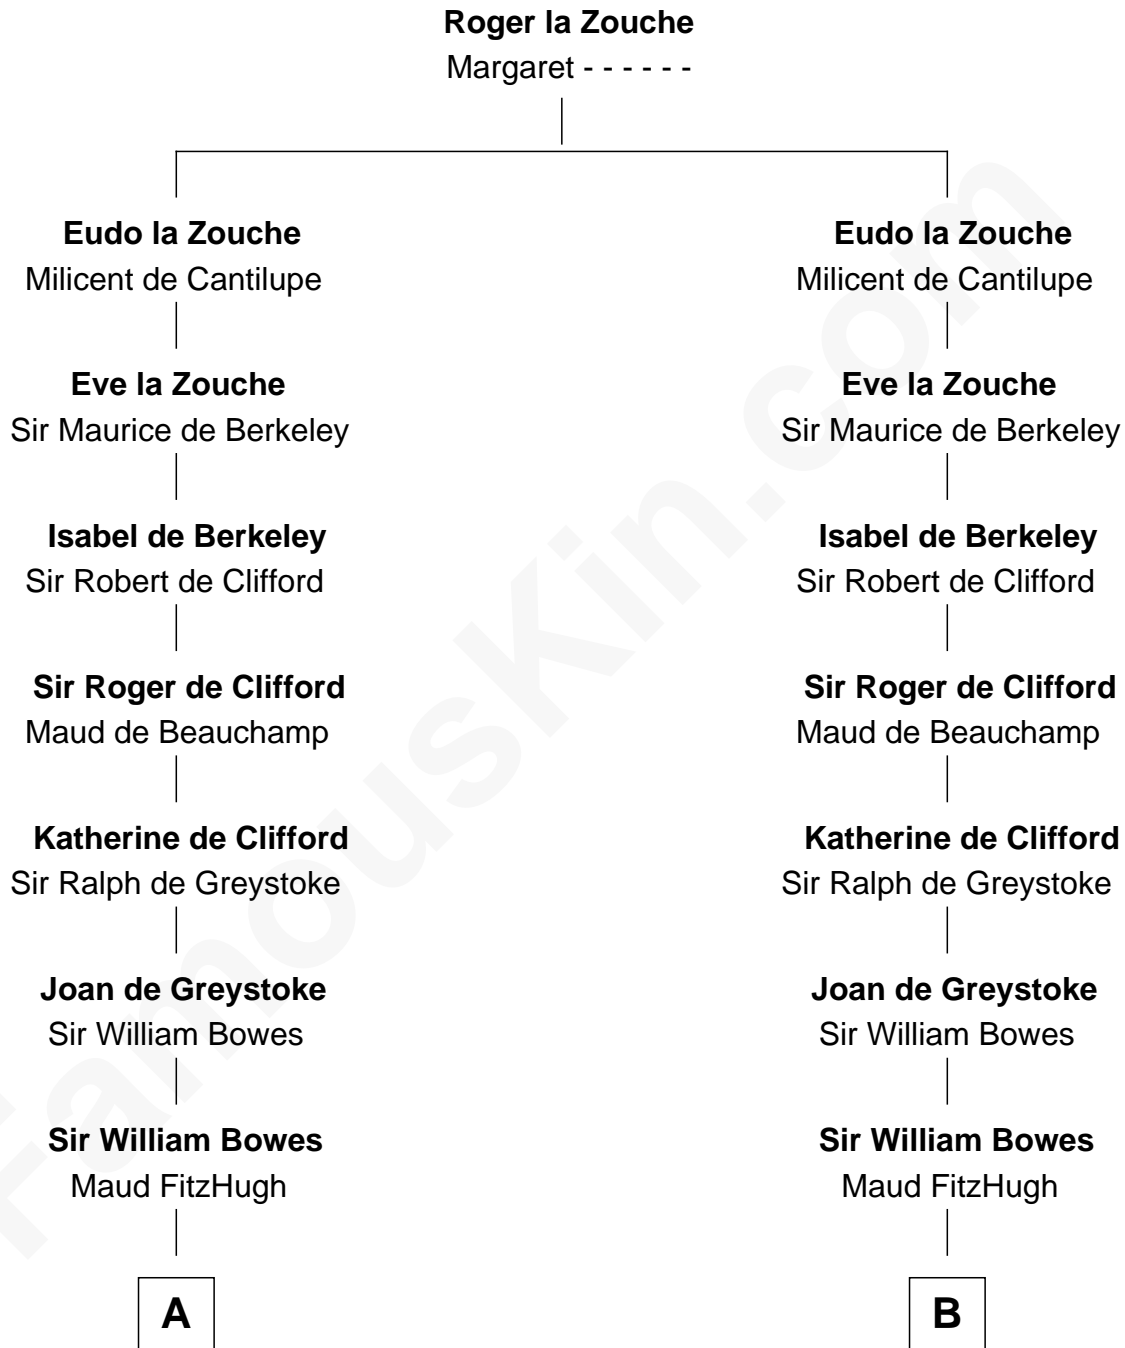 Roger la Zouche
Margaret - - - - - -
Eudo la Zouche
Milicent de Cantilupe
Eve la Zouche
Sir Maurice de Berkeley
Isabel de Berkeley
Sir Robert de Clifford
Sir Roger de Clifford
Maud de Beauchamp
Katherine de Clifford
Sir Ralph de Greystoke
Joan de Greystoke
Sir William Bowes
Sir William Bowes
Maud FitzHugh
A
Eudo la Zouche
Milicent de Cantilupe
Eve la Zouche
Sir Maurice de Berkeley
Isabel de Berkeley
Sir Robert de Clifford
Sir Roger de Clifford
Maud de Beauchamp
Katherine de Clifford
Sir Ralph de Greystoke
Joan de Greystoke
Sir William Bowes
Sir William Bowes
Maud FitzHugh
B
FamousKin.com